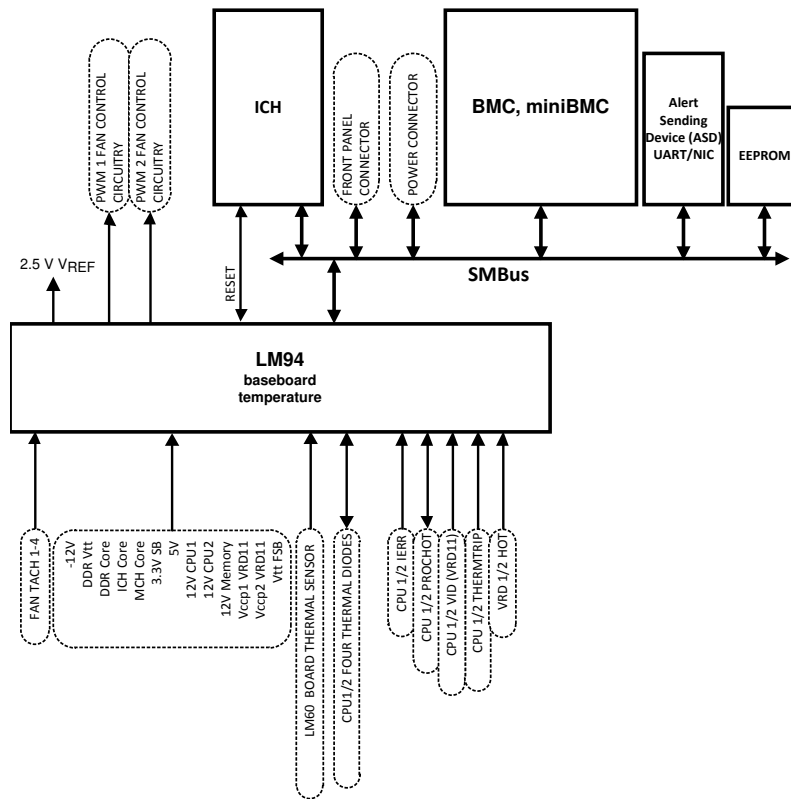 PWM 1 FAN CONTROL
CIRCUITRY
PWM 2 FAN CONTROL
CIRCUITRY
ICH
FRONT PANEL
CONNECTOR
POWER CONNECTOR
BMC, miniBMC
Alert
Sending
Device (ASD)
UART/NIC
EEPROM
2.5 V VREF
RESET
SMBus
LM94
baseboard
temperature
FAN TACH 1-4
-12V
DDR Vtt
DDR Core
ICH Core
MCH Core
3.3V SB
5V
12V CPU1
12V CPU2
12V Memory
Vccp1 VRD11
Vccp2 VRD11
Vtt FSB
LM60 BOARD THERMAL SENSOR
CPU1/2 FOUR THERMAL DIODES
CPU 1/2 IERR
CPU 1/2 PROCHOT
CPU 1/2 VID (VRD11)
CPU 1/2 THERMTRIP
VRD 1/2 HOT